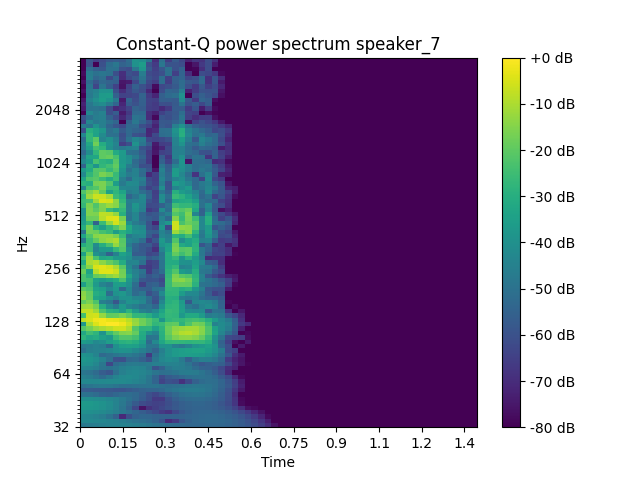 Constant-Q power spectrum speaker_7
Hz
2048
1024
512
256
128
64
32
0 0.15 0.3 0.45 0.6 0.75 0.9 1.1 1.2 1.4
Time
+0 dB
-10 dB
-20 dB
-30 dB
-40 dB
-50 dB
-60 dB
-70 dB
-80 dB